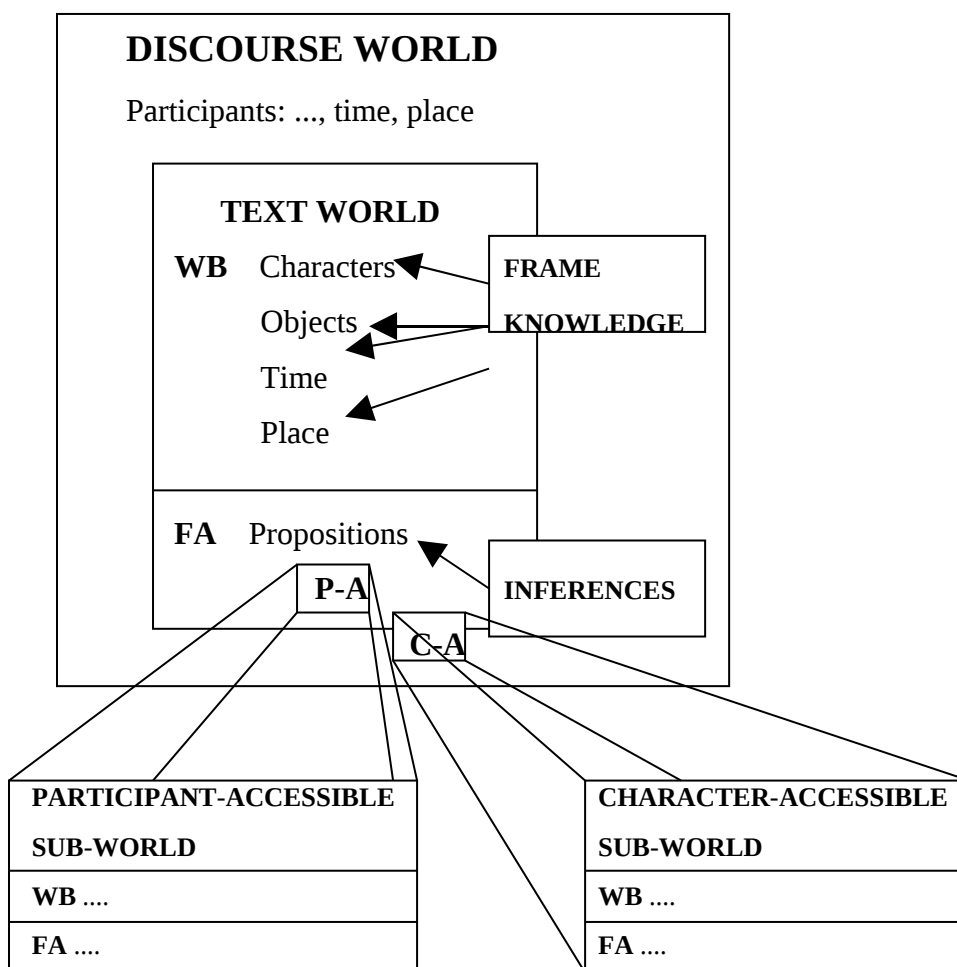 DISCOURSE WORLD
Participants: ..., time, place
TEXT WORLD
WB Characters
Objects
Time
Place
FRAME
KNOWLEDGE
FA Propositions
P-A
C-A
INFERENCES
PARTICIPANT-ACCESSIBLE
SUB-WORLD
WB ....
FA ....
CHARACTER-ACCESSIBLE
SUB-WORLD
WB ....
FA ....